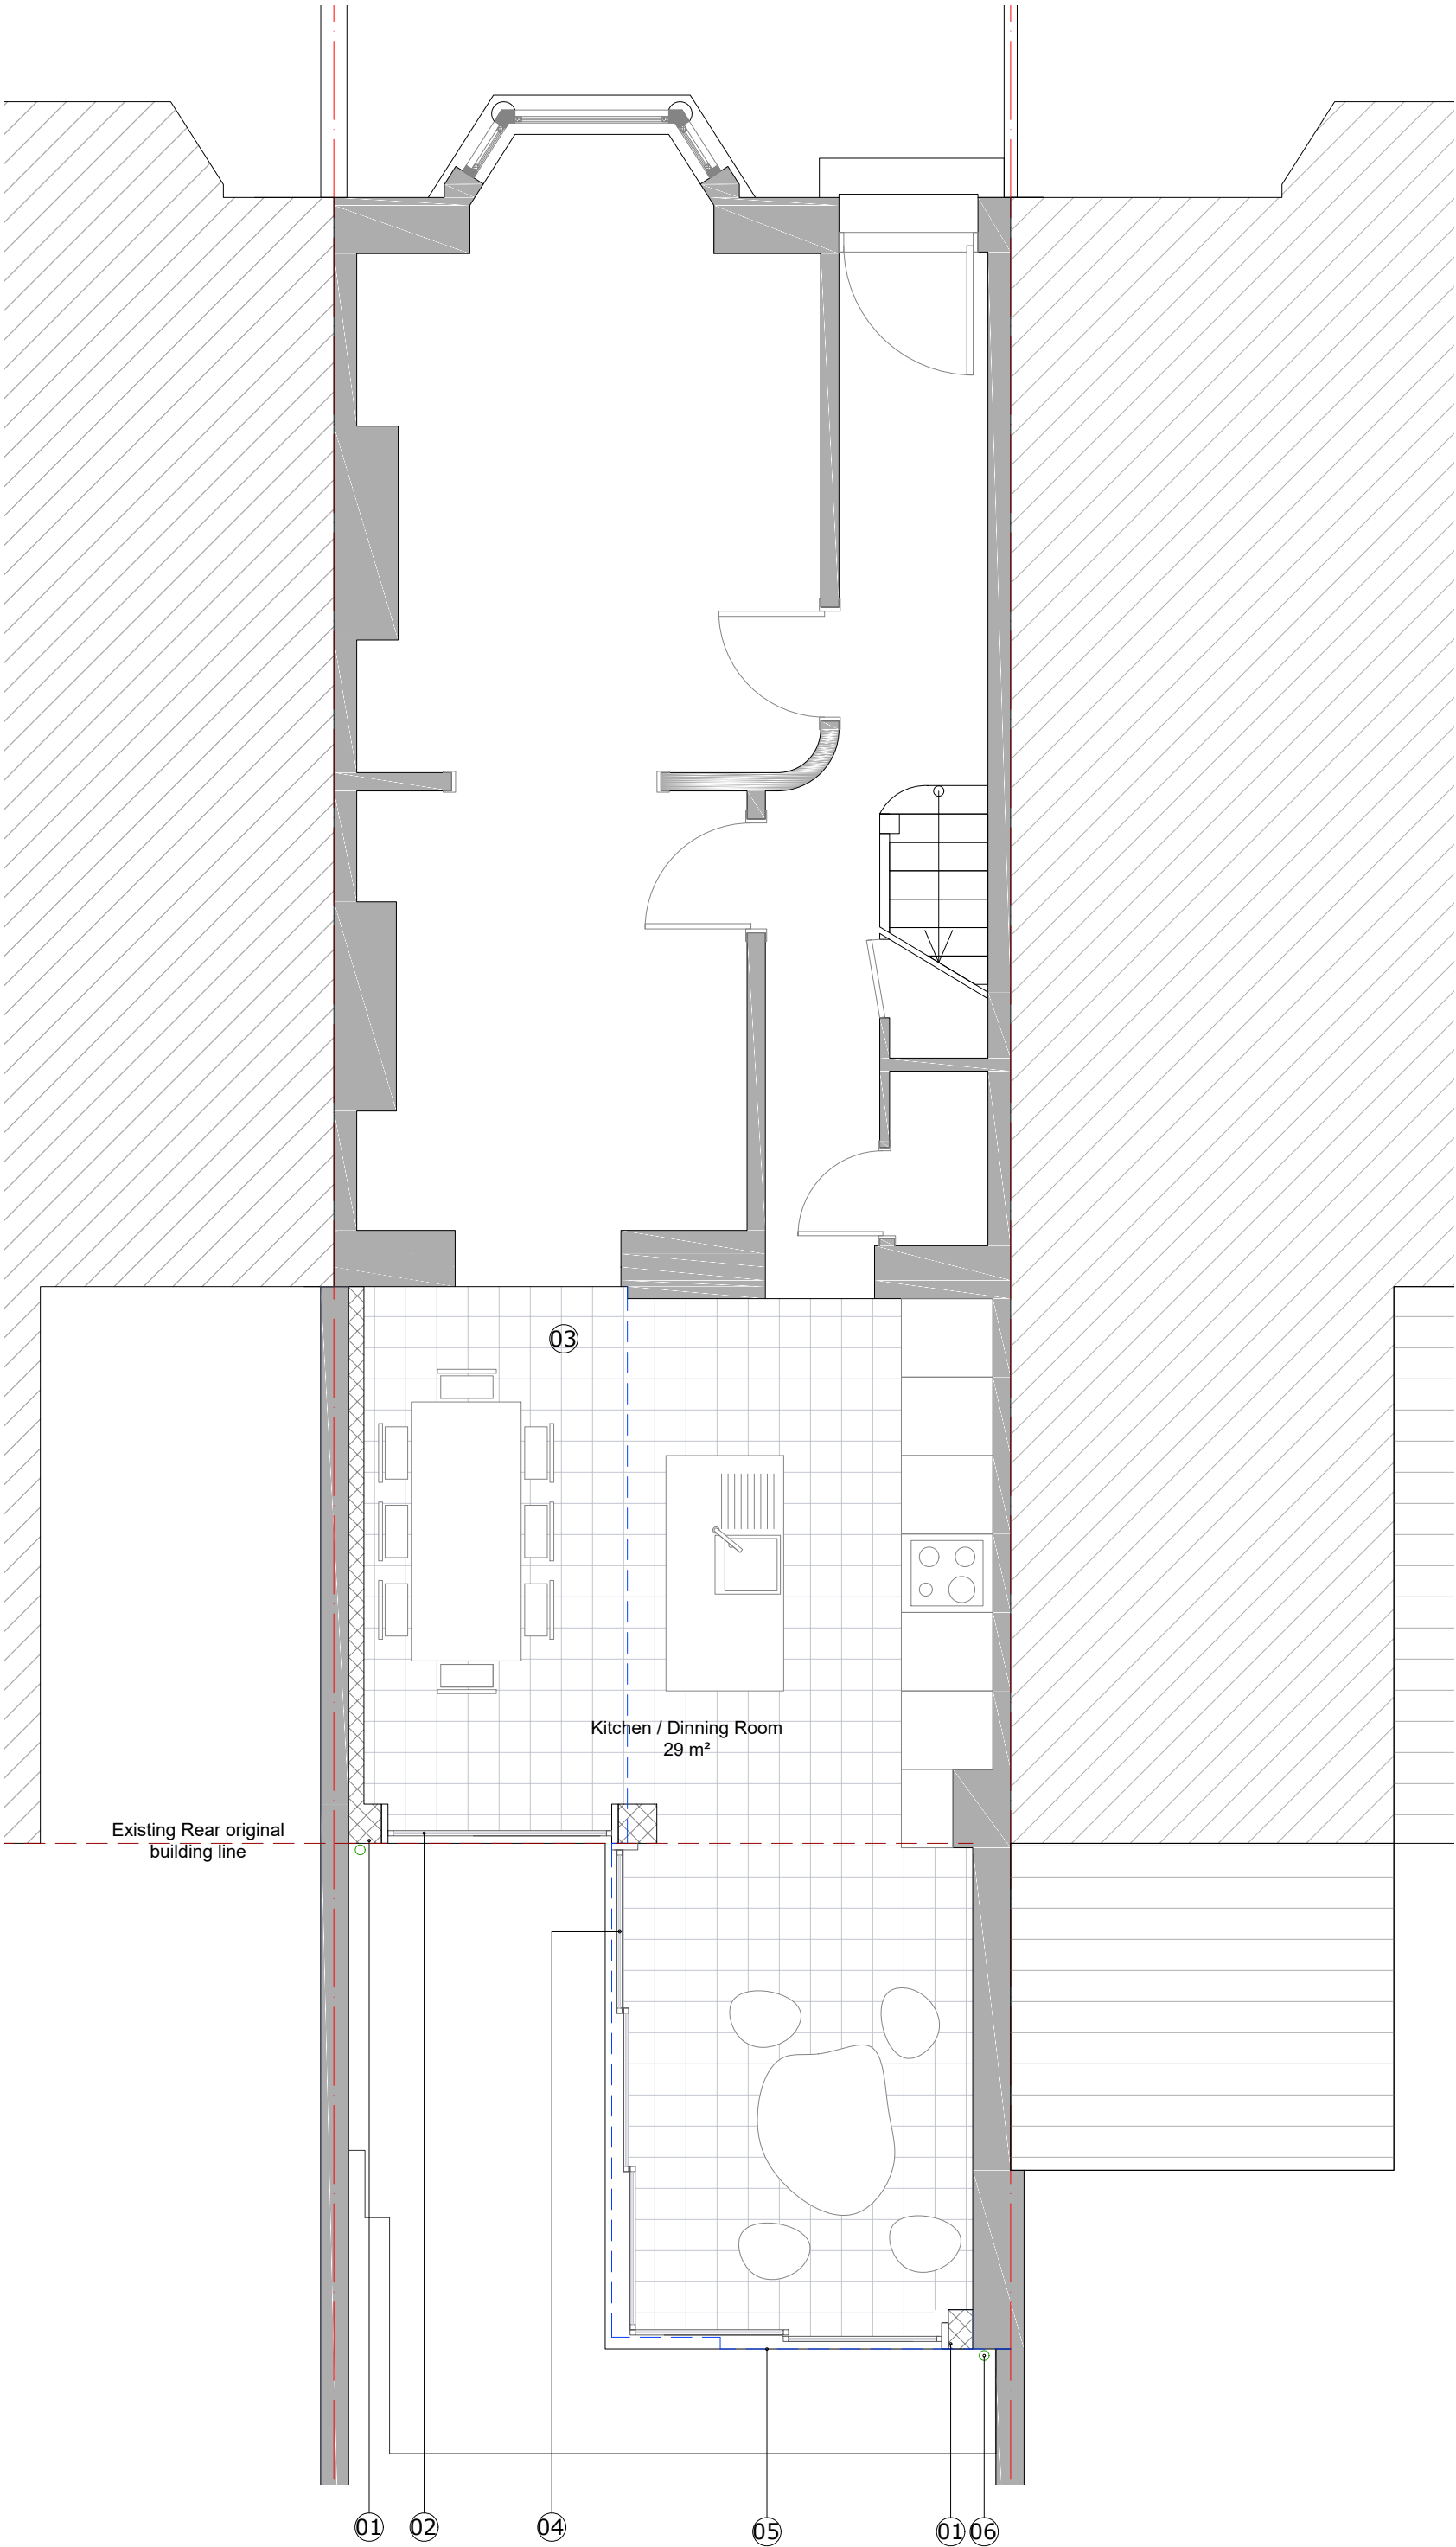 03
Kitchen / Dinning Room
29 m²
Existing Rear original
building line
01
02
04
05
01
06